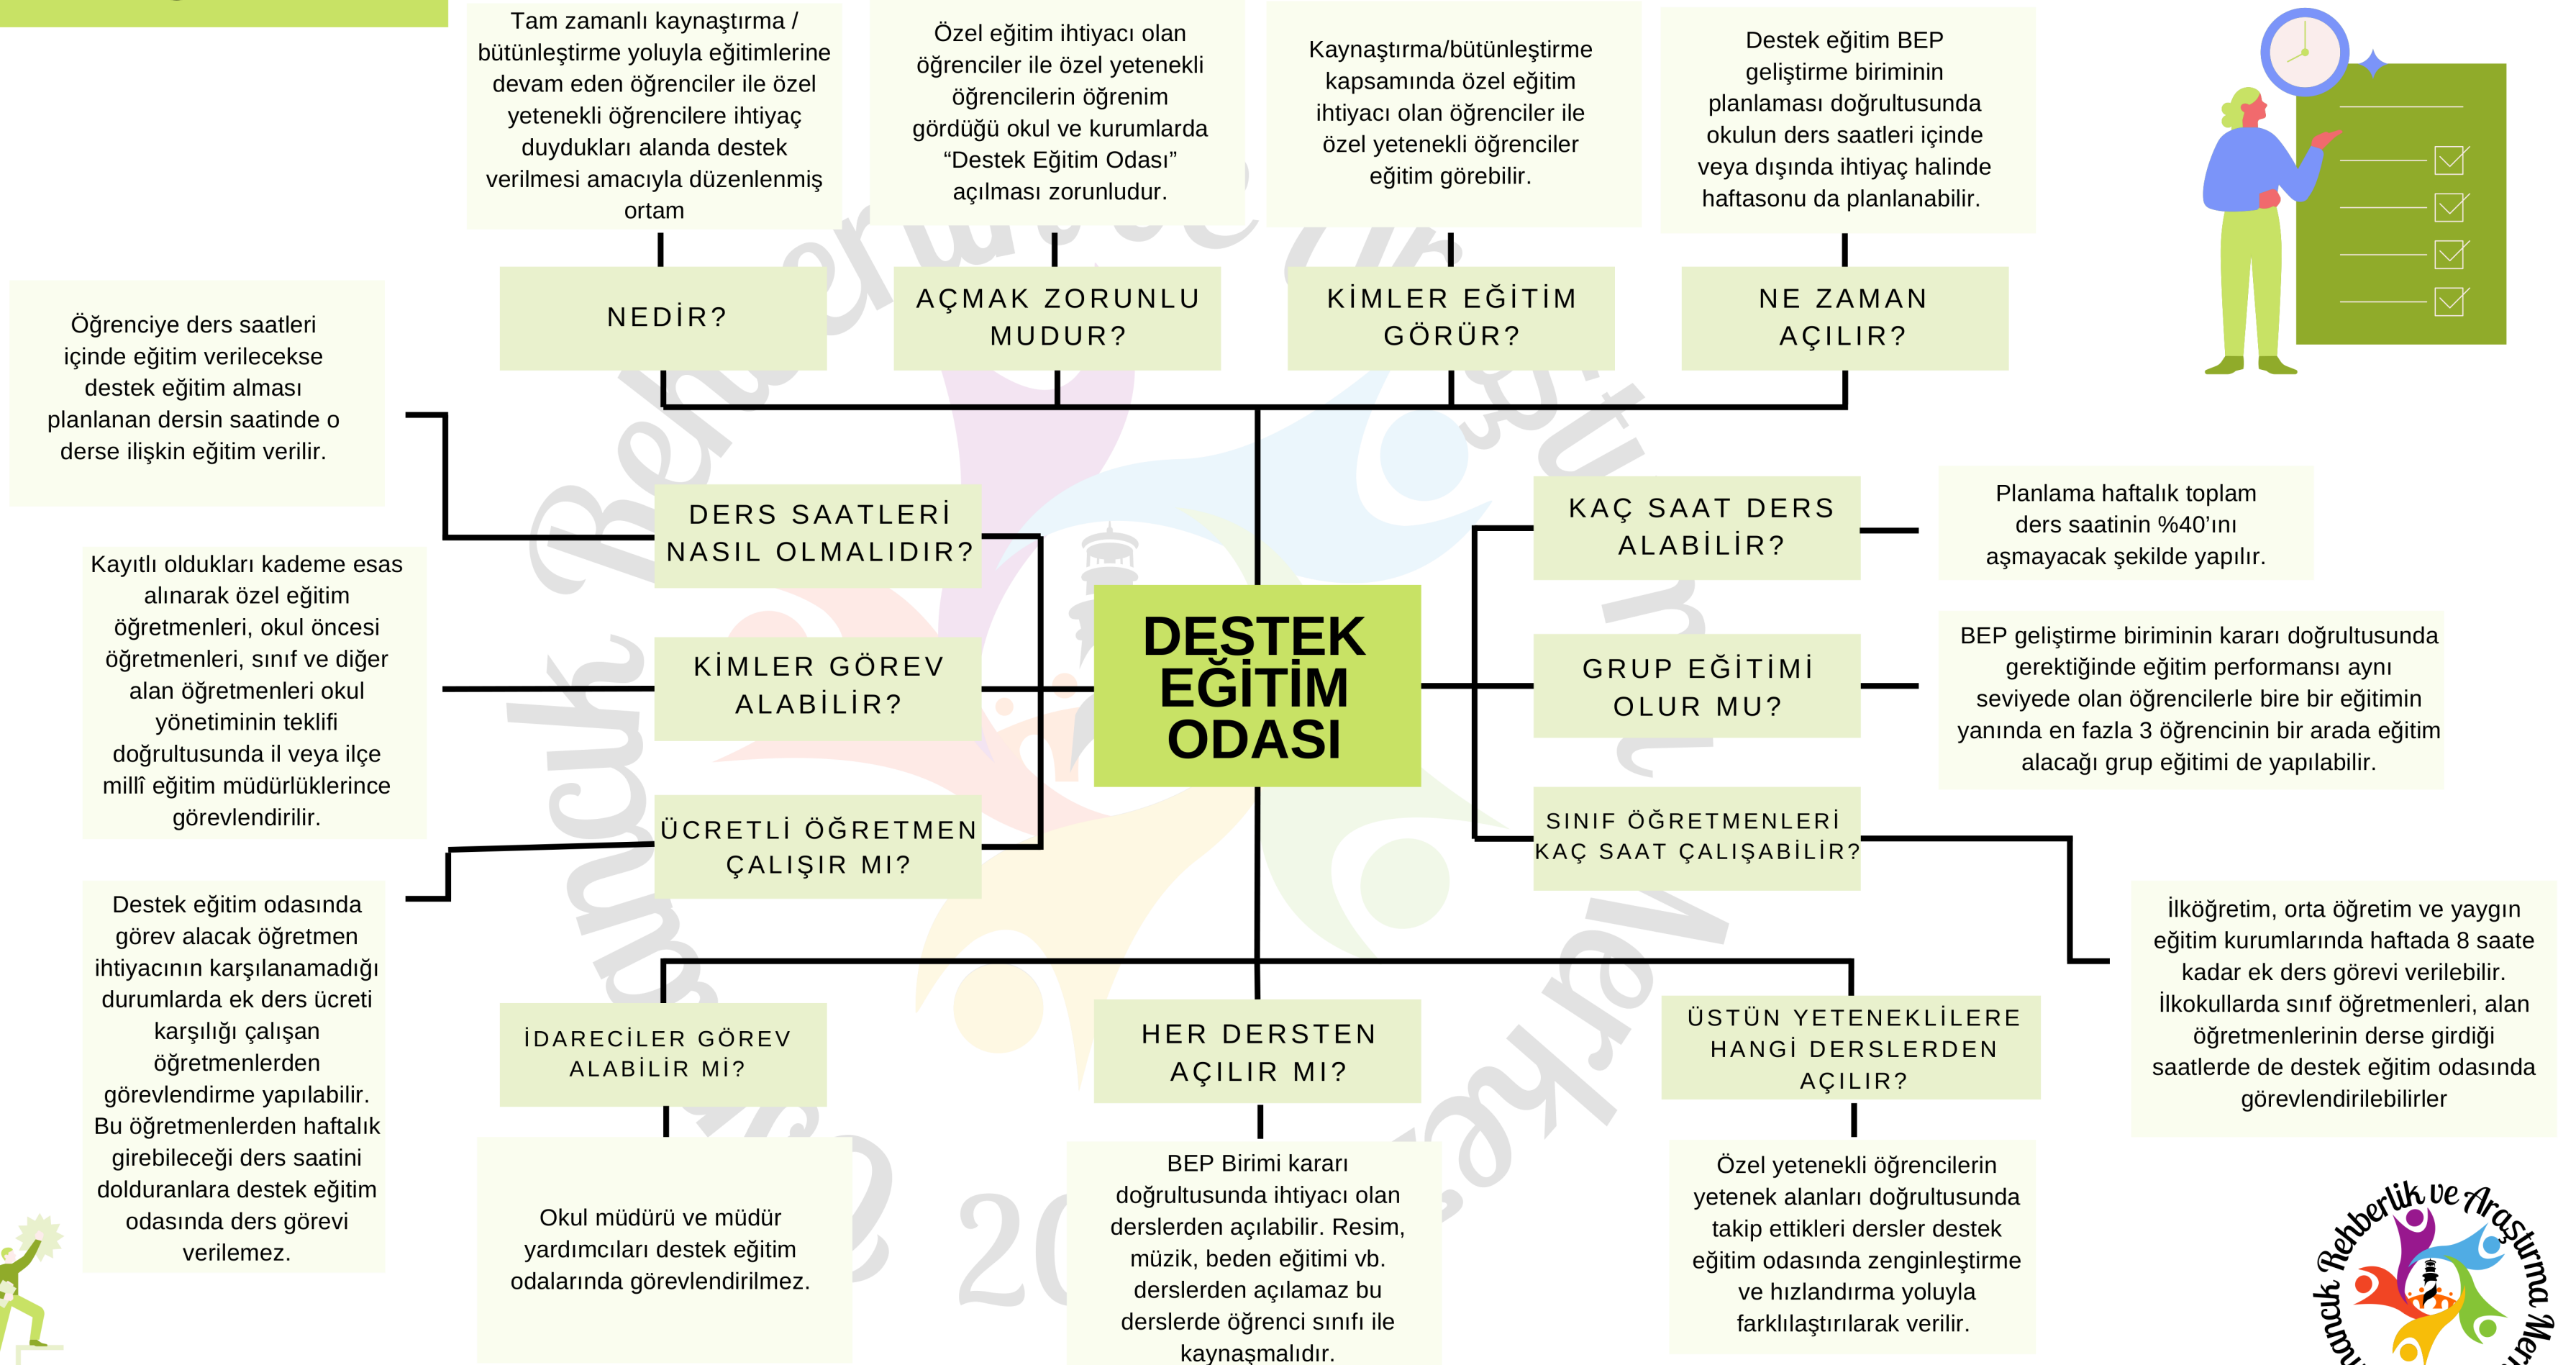 Tam zamanlı kaynaştırma /
bütünleştirme yoluyla eğitimlerine
devam eden öğrenciler ile özel
yetenekli öğrencilere ihtiyaç
duydukları alanda destek
verilmesi amacıyla düzenlenmiş
ortam
Özel eğitim ihtiyacı olan
öğrenciler ile özel yetenekli
öğrencilerin öğrenim
gördüğü okul ve kurumlarda
“Destek Eğitim Odası”
açılması zorunludur.
Kaynaştırma/bütünleştirme
kapsamında özel eğitim
ihtiyacı olan öğrenciler ile
özel yetenekli öğrenciler
eğitim görebilir.
Destek eğitim BEP
geliştirme biriminin
planlaması doğrultusunda
okulun ders saatleri içinde
veya dışında ihtiyaç halinde
haftasonu da planlanabilir.
NEDİR?
AÇMAK ZORUNLU
MUDUR?
KİMLER EĞİTİM
GÖRÜR?
NE ZAMAN
AÇILIR?
Öğrenciye ders saatleri
içinde eğitim verilecekse
destek eğitim alması
planlanan dersin saatinde o
derse ilişkin eğitim verilir.
DERS SAATLERİ
NASIL OLMALIDIR?
KAÇ SAAT DERS
ALABİLİR?
Planlama haftalık toplam
ders saatinin %40’ını
aşmayacak şekilde yapılır.
Kayıtlı oldukları kademe esas
alınarak özel eğitim
öğretmenleri, okul öncesi
öğretmenleri, sınıf ve diğer
alan öğretmenleri okul
yönetiminin teklifi
doğrultusunda il veya ilçe
millî eğitim müdürlüklerince
görevlendirilir.
KİMLER GÖREV
ALABİLİR?
DESTEK
EĞİTİM
ODASI
GRUP EĞİTİMİ
OLUR MU?
BEP geliştirme biriminin kararı doğrultusunda
gerektiğinde eğitim performansı aynı
seviyede olan öğrencilerle bire bir eğitimin
yanında en fazla 3 öğrencinin bir arada eğitim
alacağı grup eğitimi de yapılabilir.
ÜCRETLİ ÖĞRETMEN
ÇALIŞIR MI?
SINIF ÖĞRETMENLERİ
KAÇ SAAT ÇALIŞABİLİR?
Destek eğitim odasında
görev alacak öğretmen
ihtiyacının karşılanamadığı
durumlarda ek ders ücreti
karşılığı çalışan
öğretmenlerden
görevlendirme yapılabilir.
Bu öğretmenlerden haftalık
girebileceği ders saatini
dolduranlara destek eğitim
odasında ders görevi
verilemez.
İlköğretim, orta öğretim ve yaygın
eğitim kurumlarında haftada 8 saate
kadar ek ders görevi verilebilir.
İlkokullarda sınıf öğretmenleri, alan
öğretmenlerinin derse girdiği
saatlerde de destek eğitim odasında
görevlendirilebilirler
İDARECİLER GÖREV
ALABİLİR Mİ?
HER DERSTEN
AÇILIR MI?
ÜSTÜN YETENEKLİLERE
HANGİ DERSLERDEN
AÇILIR?
Okul müdürü ve müdür
yardımcıları destek eğitim
odalarında görevlendirilmez.
BEP Birimi kararı
doğrultusunda ihtiyacı olan
derslerden açılabilir. Resim,
müzik, beden eğitimi vb.
derslerden açılamaz bu
derslerde öğrenci sınıfı ile
kaynaşmalıdır.
Özel yetenekli öğrencilerin
yetenek alanları doğrultusunda
takip ettikleri dersler destek
eğitim odasında zenginleştirme
ve hızlandırma yoluyla
farklılaştırılarak verilir.
Rehberlik ve Araştırma